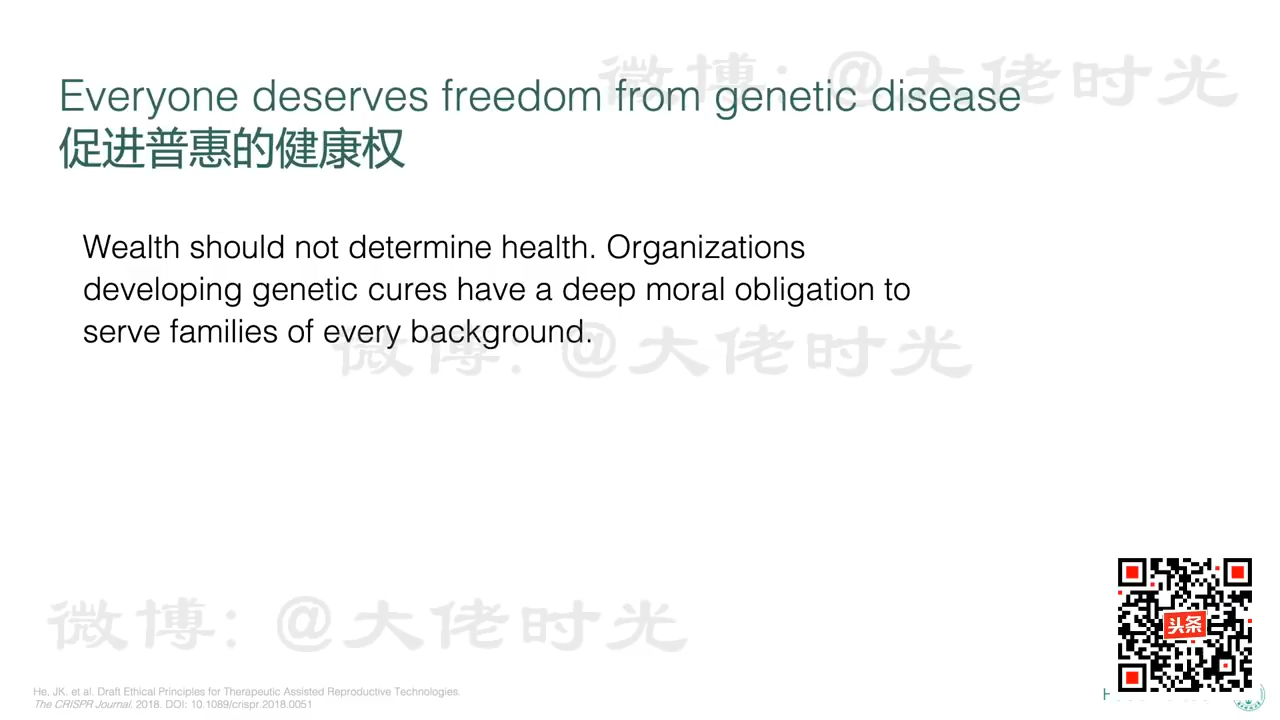 微博: @大佬时光
Everyone deserves freedom from genetic disease
促进普惠的健康权
Wealth should not determine health. Organizations
developing genetic cures have a deep moral obligation to
serve families of every background.
微博: @大佬时光
微博: @大佬时光
头条
He, JK. et al. Draft Ethical Principles for Therapeutic Assisted Reproductive Technologies.
The CRISPR Journal. 2018. DOI: 10.1089/crispr.2018.0051